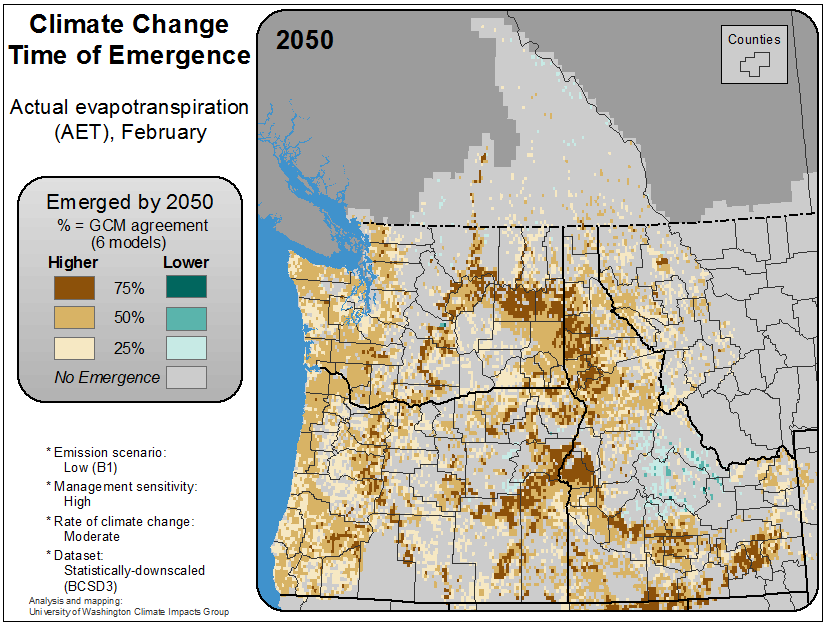 Climate Change
Time of Emergence
Actual evapotranspiration
(AET), February
Emerged by 2050
% = GCM agreement
(6 models)
Higher Lower
75%
50%
25%
No Emergence
* Emission scenario:
Low (B1)
* Management sensitivity:
High
* Rate of climate change:
Moderate
* Dataset:
Statistically-downscaled
(BCSD3)
Analysis and mapping:
University of Washington Climate Impacts Group
2050
Counties